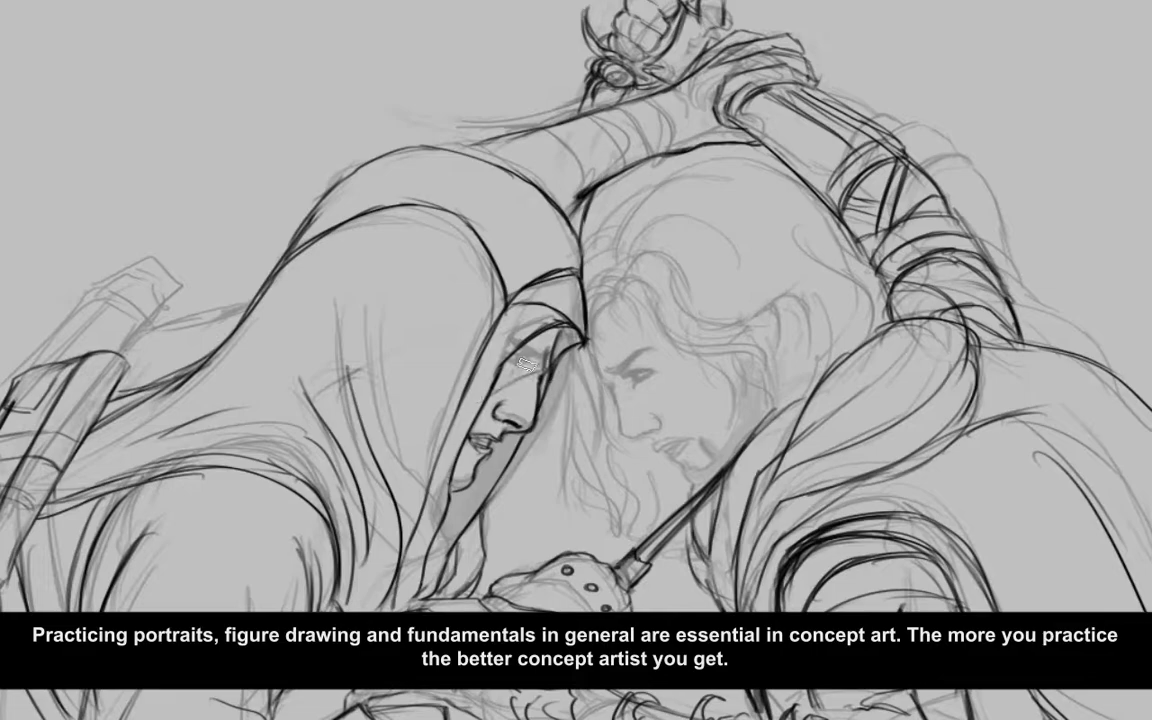 Practicing portraits, figure drawing and fundamentals in general are essential in concept art. The more you practice
the better concept artist you get.